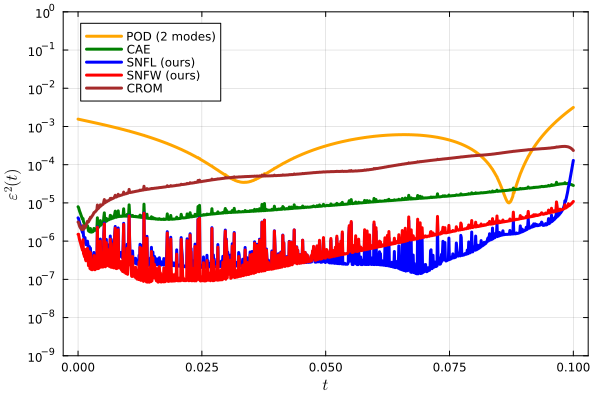 10⁰
10⁻¹
10⁻²
10⁻³
10⁻⁴
10⁻⁵
10⁻⁶
10⁻⁷
10⁻⁸
10⁻⁹
ε²(t)
POD (2 modes)
CAE
SNFL (ours)
SNFW (ours)
CROM
0.000 0.025 0.050 0.075 0.100
t